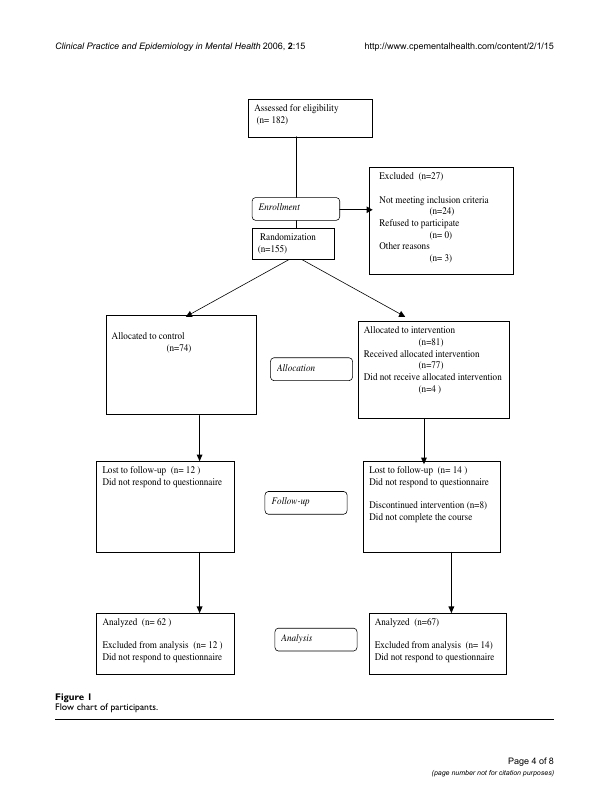 Clinical Practice and Epidemiology in Mental Health 2006, 2:15
http://www.cpementalhealth.com/content/2/1/15
Assessed for eligibility
(n= 182)
Excluded (n=27)
Not meeting inclusion criteria
(n=24)
Refused to participate
(n= 0)
Other reasons
(n= 3)
Enrollment
Randomization
(n=155)
Allocated to control
(n=74)
Allocated to intervention
(n=81)
Received allocated intervention
(n=77)
Did not receive allocated intervention
(n=4 )
Allocation
Lost to follow-up (n= 12 )
Did not respond to questionnaire
Lost to follow-up (n= 14 )
Did not respond to questionnaire
Discontinued intervention (n=8)
Did not complete the course
Follow-up
Analyzed (n= 62 )
Excluded from analysis (n= 12 )
Did not respond to questionnaire
Analyzed (n=67)
Excluded from analysis (n= 14)
Did not respond to questionnaire
Analysis
Figure 1
Flow chart of participants.
Page 4 of 8
(page number not for citation purposes)